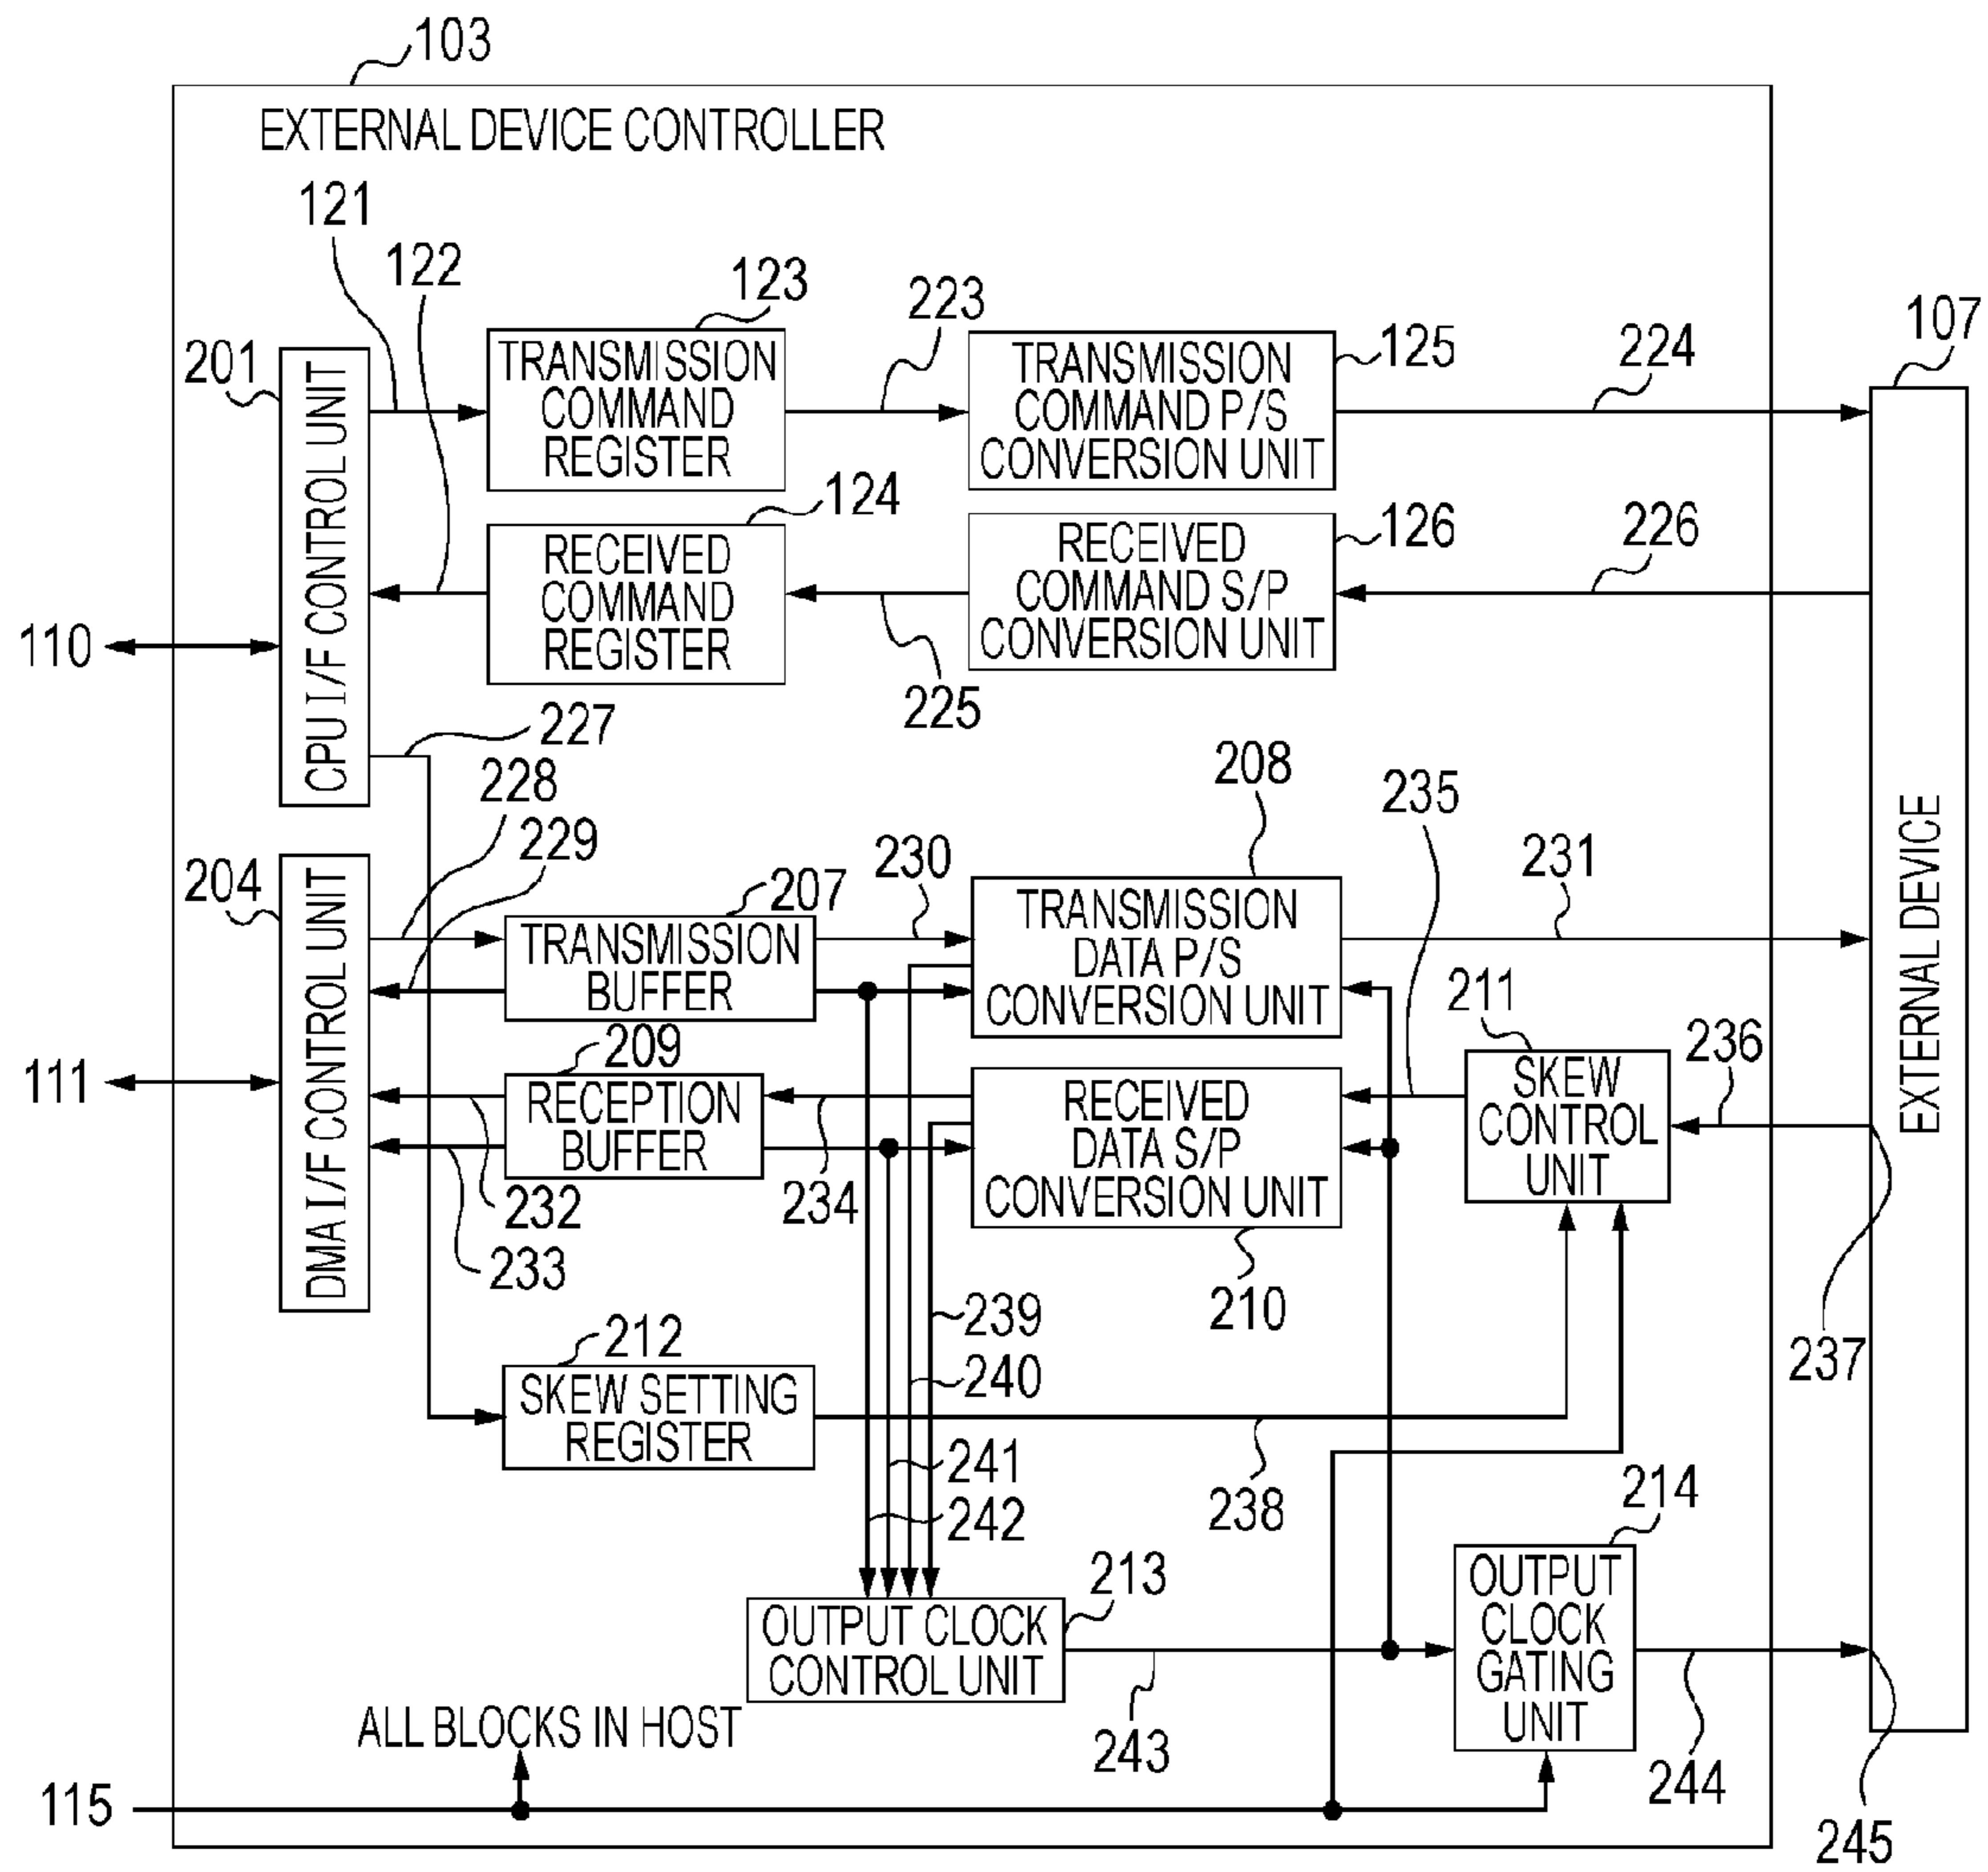 103
EXTERNAL DEVICE CONTROLLER
121
122
123
223
107
201
CPU I/F CONTROL UNIT
TRANSMISSION
COMMAND
REGISTER
TRANSMISSION
COMMAND P/S
CONVERSION UNIT
125
224
124
RECEIVED
COMMAND
REGISTER
RECEIVED
COMMAND S/P
CONVERSION UNIT
126
226
110
225
227
228
229
208
235
EXTERNAL DEVICE
204
DMA I/F CONTROL UNIT
207
230
231
TRANSMISSION
BUFFER
TRANSMISSION
DATA P/S
CONVERSION UNIT
211
209
236
111
RECEPTION
BUFFER
RECEIVED
DATA S/P
CONVERSION UNIT
SKEW
CONTROL
UNIT
232
234
233
210
239
212
237
240
SKEW SETTING
REGISTER
241
242
238
214
213
OUTPUT CLOCK
CONTROL UNIT
OUTPUT
CLOCK
GATING
UNIT
ALL BLOCKS IN HOST
243
244
115
245